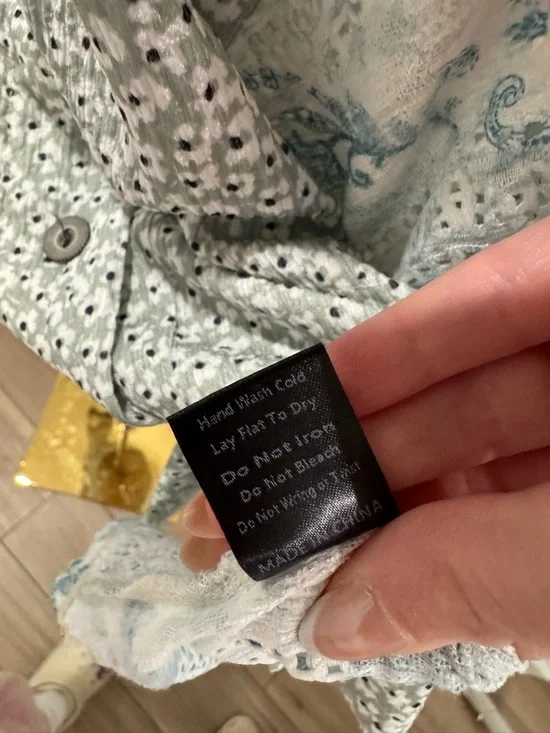 Hand Wash Cold
Lay Flat To Dry
Do Not Iron
Do Not Bleach
Do Not Wring or Twist
MADE IN CHINA